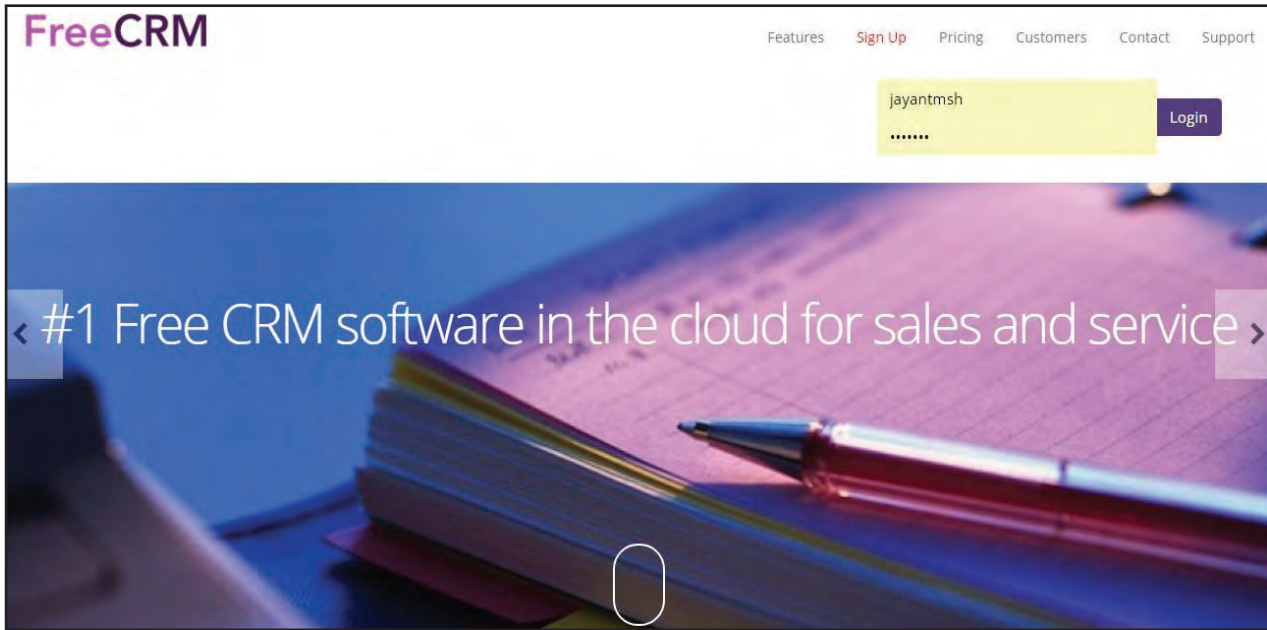 FreeCRM
Features Sign Up Pricing Customers Contact Support
jayantmsh
•••••••
Login
#1 Free CRM software in the cloud for sales and service